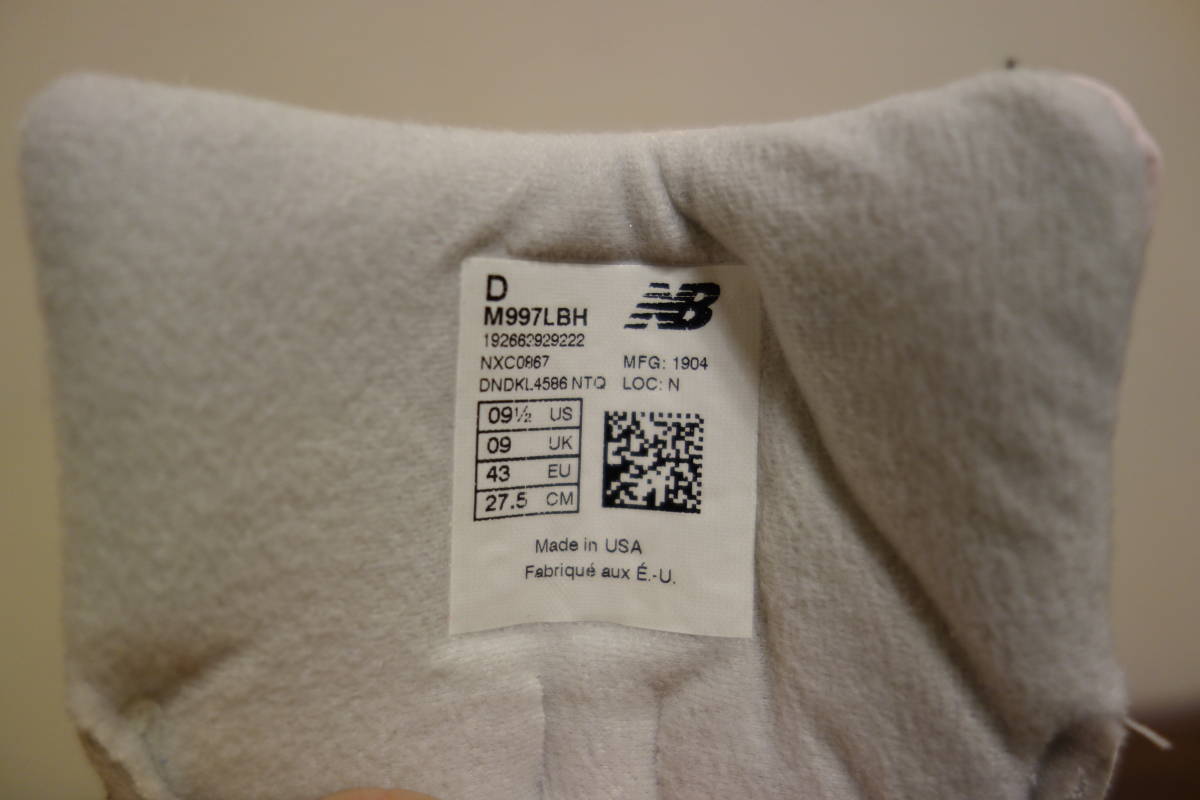 D
M997LBH
NB
192662929222
NXC0867
MFG: 1904
DNDKL4586 NTQ
LOC: N
09½ US
09 UK
43 EU
27.5 CM
Made in USA
Fabriqué aux É.-U.